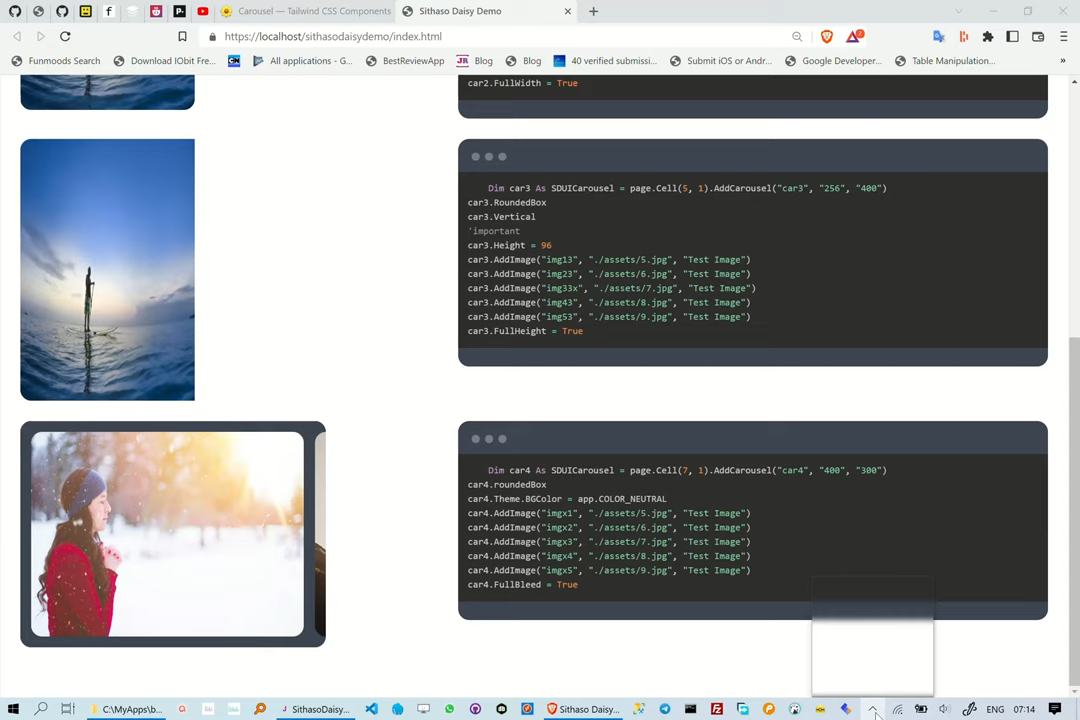 Carousel — Tailwind CSS Components
Sithaso Daisy Demo
https://localhost/sithasodaisydemo/index.html
Funmoods Search
Download IObit Fre...
All applications - G...
BestReviewApp
JR Blog
Blog
40 verified submissi...
Submit iOS or Andr...
Google Developer...
Table Manipulation...
car2.FullWidth = True
Dim car3 As SDUICarousel = page.Cell(5, 1).AddCarousel("car3", "256", "400")
car3.RoundedBox
car3.Vertical
'important
car3.Height = 96
car3.AddImage("img13", "./assets/5.jpg", "Test Image")
car3.AddImage("img23", "./assets/6.jpg", "Test Image")
car3.AddImage("img33x", "./assets/7.jpg", "Test Image")
car3.AddImage("img43", "./assets/8.jpg", "Test Image")
car3.AddImage("img53", "./assets/9.jpg", "Test Image")
car3.FullHeight = True
Dim car4 As SDUICarousel = page.Cell(7, 1).AddCarousel("car4", "400", "300")
car4.roundedBox
car4.Theme.BGColor = app.COLOR_NEUTRAL
car4.AddImage("imgx1", "./assets/5.jpg", "Test Image")
car4.AddImage("imgx2", "./assets/6.jpg", "Test Image")
car4.AddImage("imgx3", "./assets/7.jpg", "Test Image")
car4.AddImage("imgx4", "./assets/8.jpg", "Test Image")
car4.AddImage("imgx5", "./assets/9.jpg", "Test Image")
car4.FullBleed = True
C:\MyApps\b...
SithasoDaisy...
Sithaso Daisy...
ENG
07:14